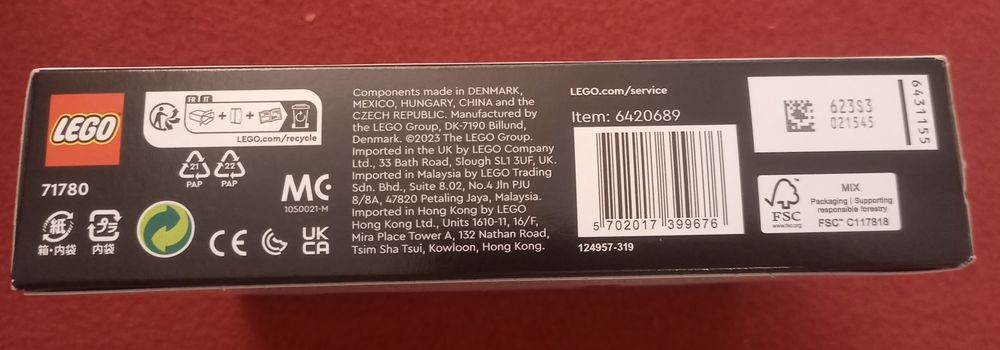 LEGO
71780
紙
箱・内袋
プラ
内袋
FR IT
LEGO.com/recycle
21
PAP
22
PAP
1050021-M
CE
UK
CA
Components made in DENMARK,
MEXICO, HUNGARY, CHINA and the
CZECH REPUBLIC. Manufactured by
the LEGO Group, DK-7190 Billund,
Denmark. ©2023 The LEGO Group.
Imported in the UK by LEGO Company
Ltd., 33 Bath Road, Slough SL1 3UF, UK.
Imported in Malaysia by LEGO Trading
Sdn. Bhd., Suite 8.02, No.4 Jln PJU
8/8A, 47820 Petaling Jaya, Malaysia.
Imported in Hong Kong by LEGO
Hong Kong Ltd., Units 1610-11, 16/F,
Mira Place Tower A, 132 Nathan Road,
Tsim Sha Tsui, Kowloon, Hong Kong.
LEGO.com/service
Item: 6420689
5 702017 399676
124957-319
623S3
021545
6431155
FSC
www.fsc.org
MIX
Packaging | Supporting
responsible forestry
FSC™ C117818